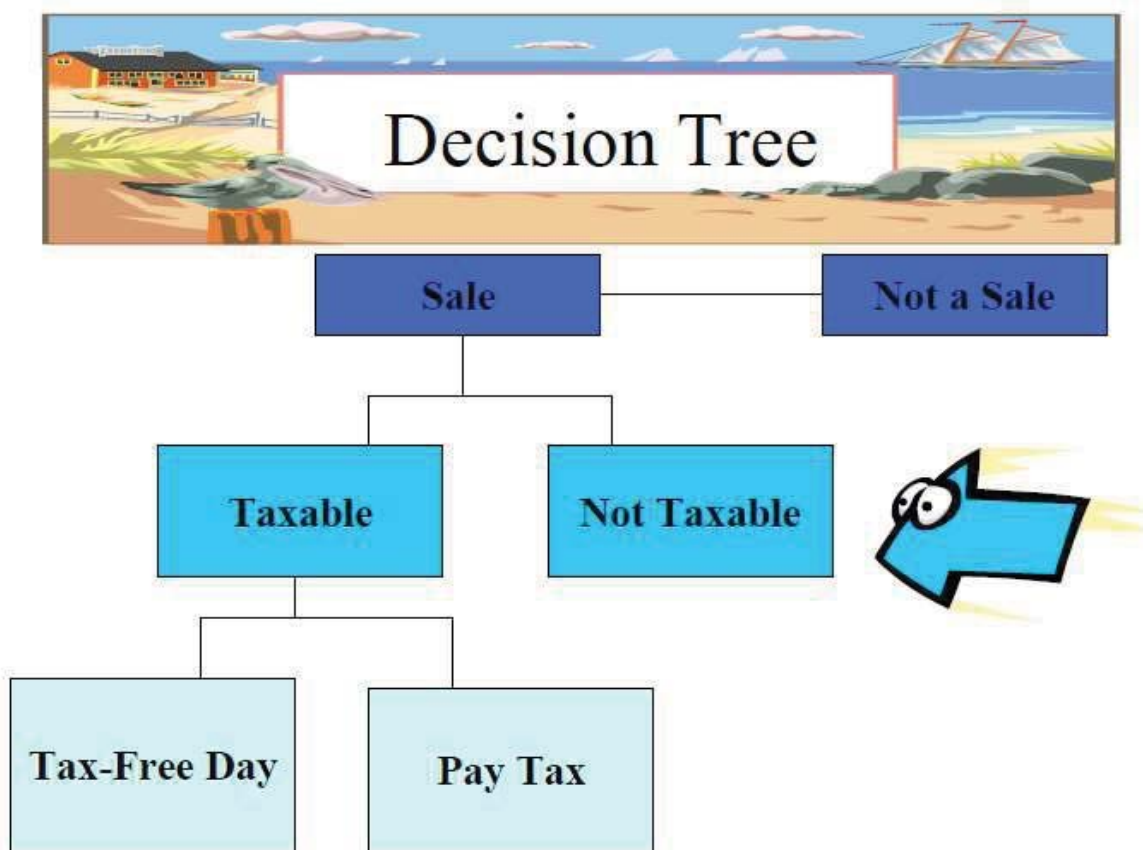 Decision Tree
Sale
Not a Sale
Taxable
Not Taxable
Tax-Free Day
Pay Tax